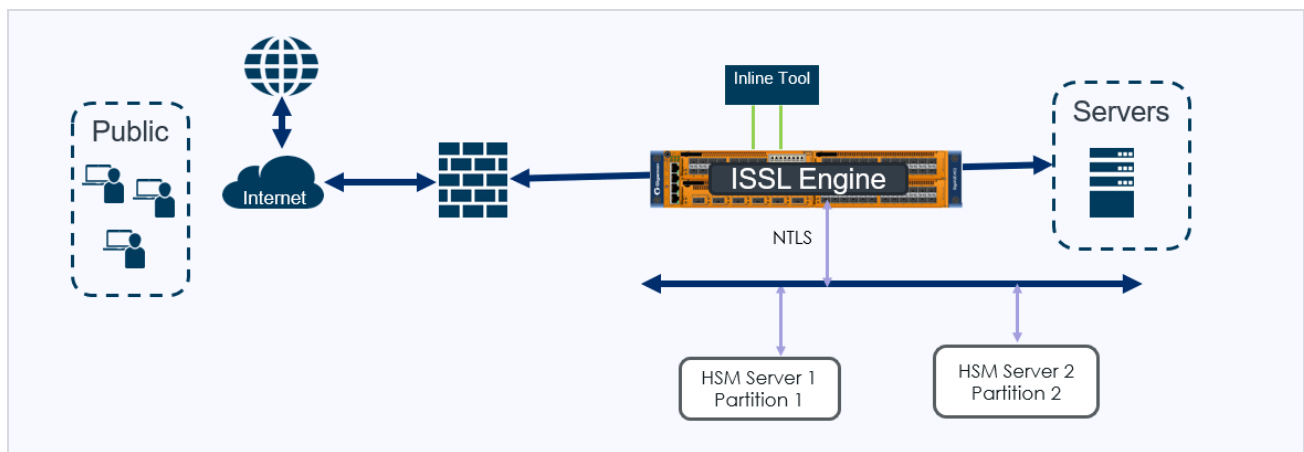 Public
Internet
Inline Tool
ISSL Engine
Servers
NTLS
HSM Server 1
Partition 1
HSM Server 2
Partition 2